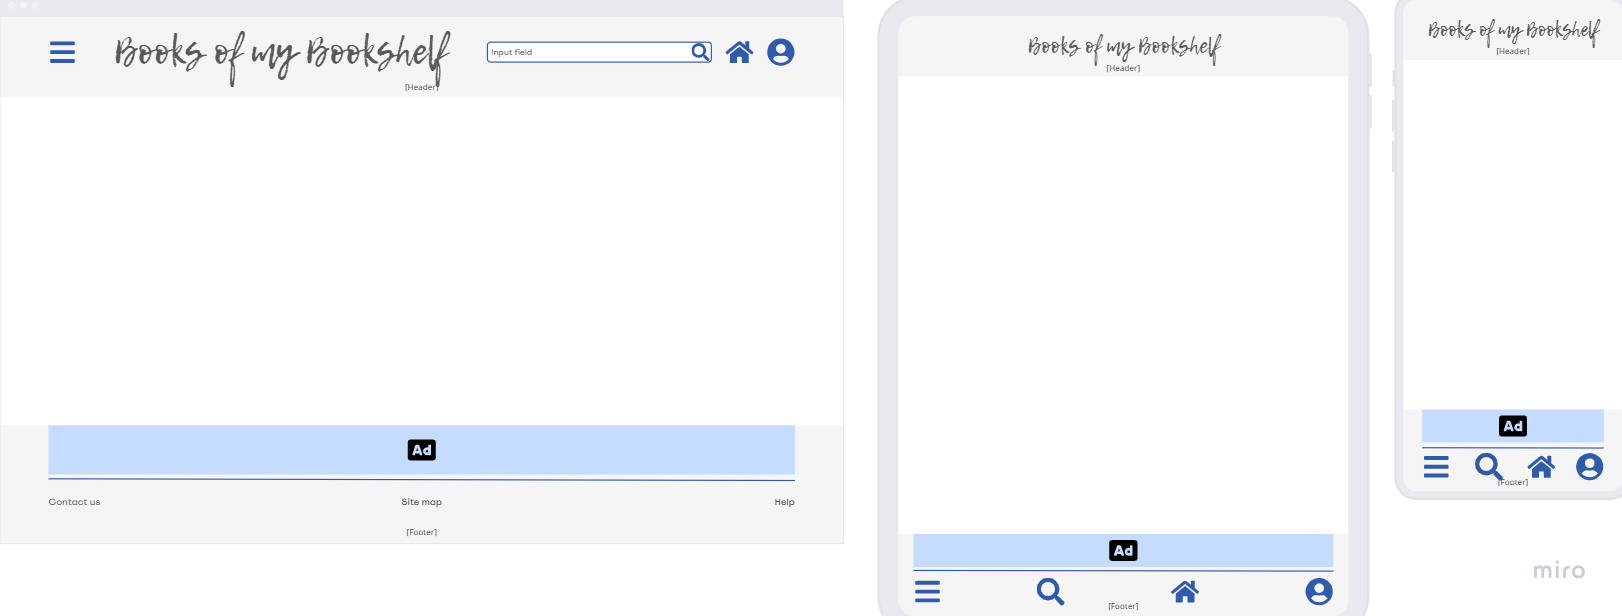 Books of my Bookshelf
Input field
[Header]
Ad
Contact us
Site map
Help
[Footer]
Books of my Bookshelf
[Header]
Ad
[Footer]
Books of my Bookshelf
[Header]
Ad
[Footer]
miro